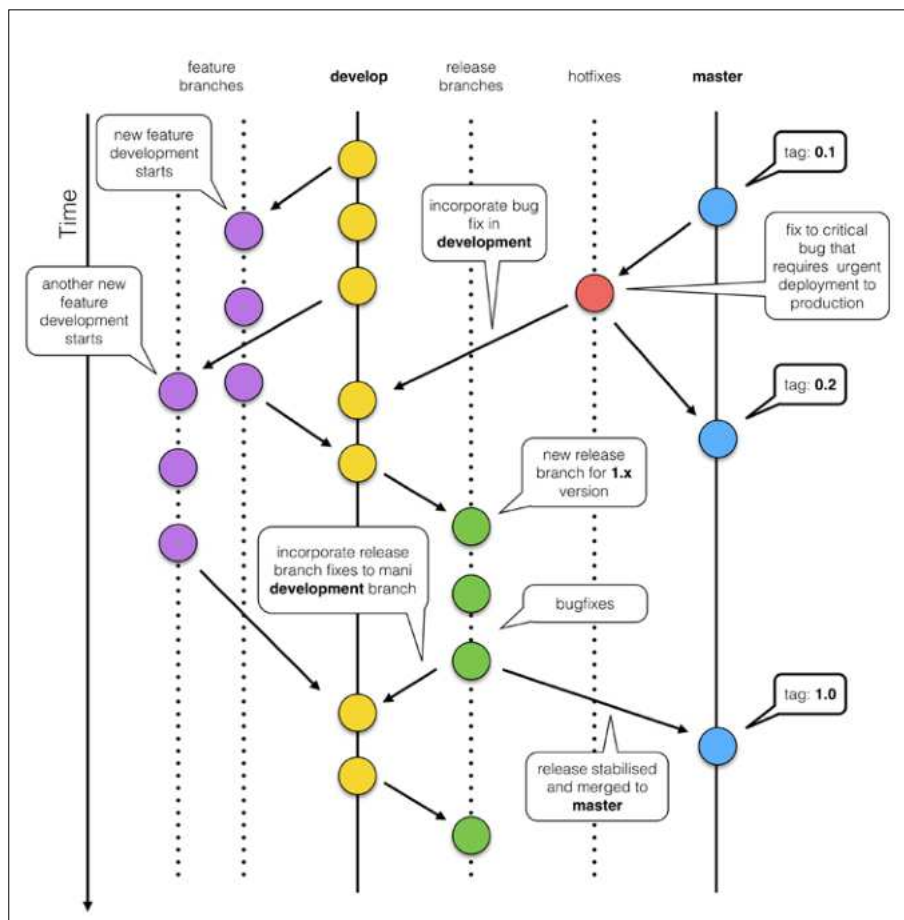 feature
branches
develop
release
branches
hotfixes
master
Time
new feature
development
starts
tag: 0.1
incorporate bug
fix in
development
fix to critical
bug that
requires urgent
deployment to
production
another new
feature
development
starts
tag: 0.2
new release
branch for 1.x
version
incorporate release
branch fixes to mani
development branch
bugfixes
tag: 1.0
release stabilised
and merged to
master